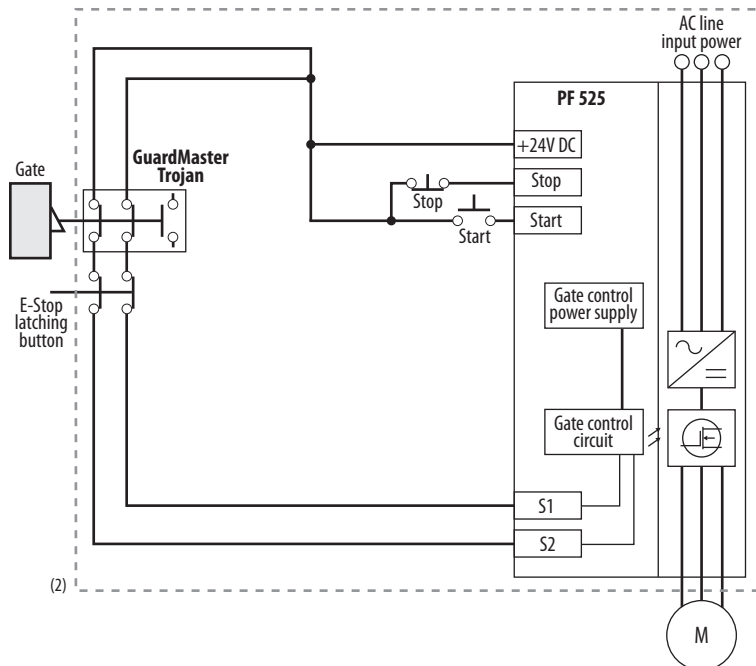 AC line
input power
PF 525
+24V DC
Gate
GuardMaster
Trojan
Stop
Stop
Start
Start
Gate control
power supply
E-Stop
latching
button
Gate control
circuit
S1
S2
(2)
M